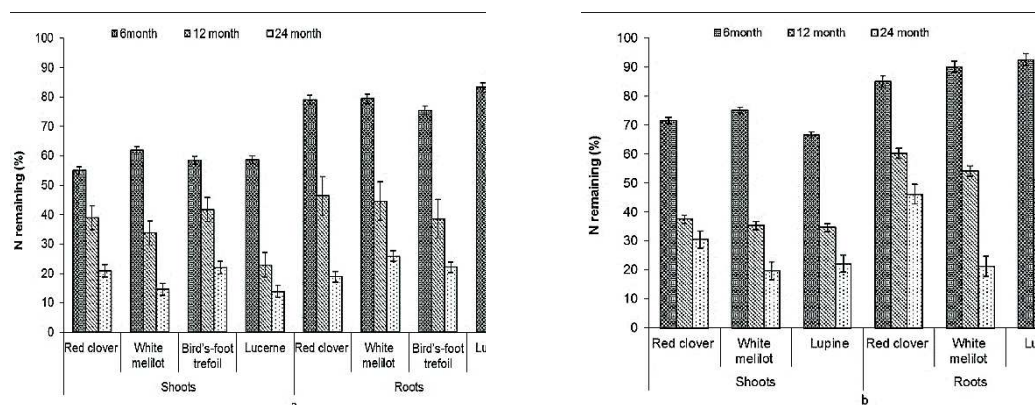 6month 12 month 24 month
N remaining (%)
100
90
80
70
60
50
40
30
20
10
0
Red clover White melilot Bird's-foot trefoil Lucerne Red clover White melilot Bird's-foot trefoil Lu
Shoots Roots
a
6month 12 month 24 month
N remaining (%)
100
90
80
70
60
50
40
30
20
10
0
Red clover White melilot Lupine Red clover White melilot Lu
Shoots Roots
b